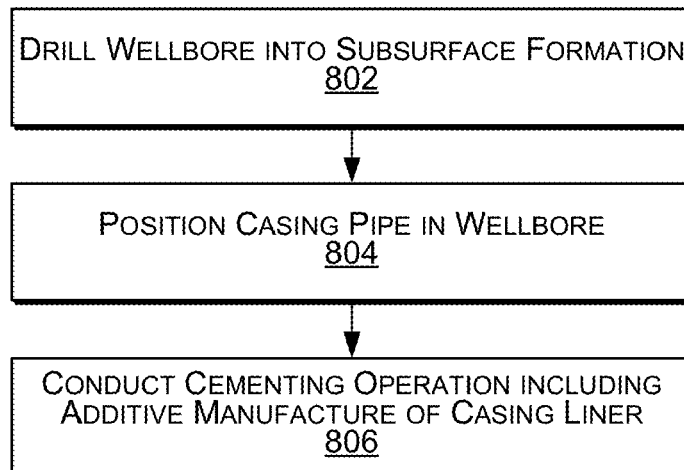 DRILL WELLBORE INTO SUBSURFACE FORMATION
802
POSITION CASING PIPE IN WELLBORE
804
CONDUCT CEMENTING OPERATION INCLUDING
ADDITIVE MANUFACTURE OF CASING LINER
806